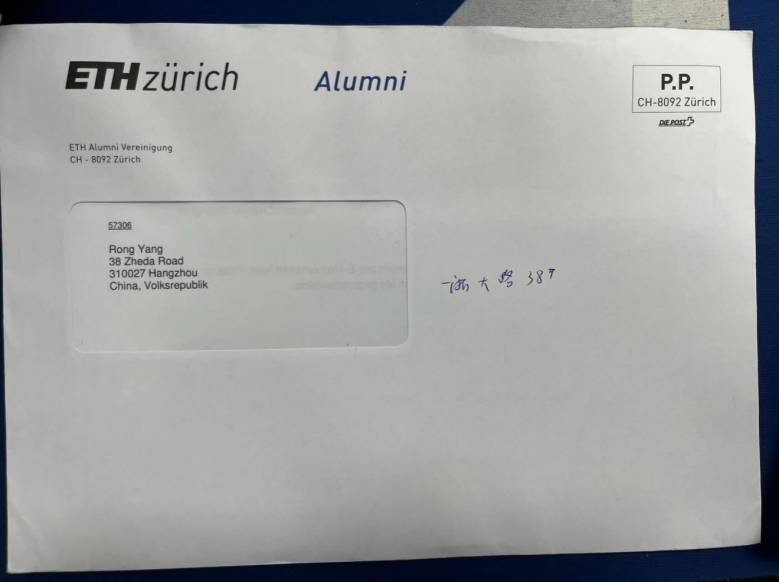 ETH zürich
Alumni
P.P.
CH-8092 Zürich
DIE POST
ETH Alumni Vereinigung
CH - 8092 Zürich
57306
Rong Yang
38 Zheda Road
310027 Hangzhou
China, Volksrepublik
浙大路 38号